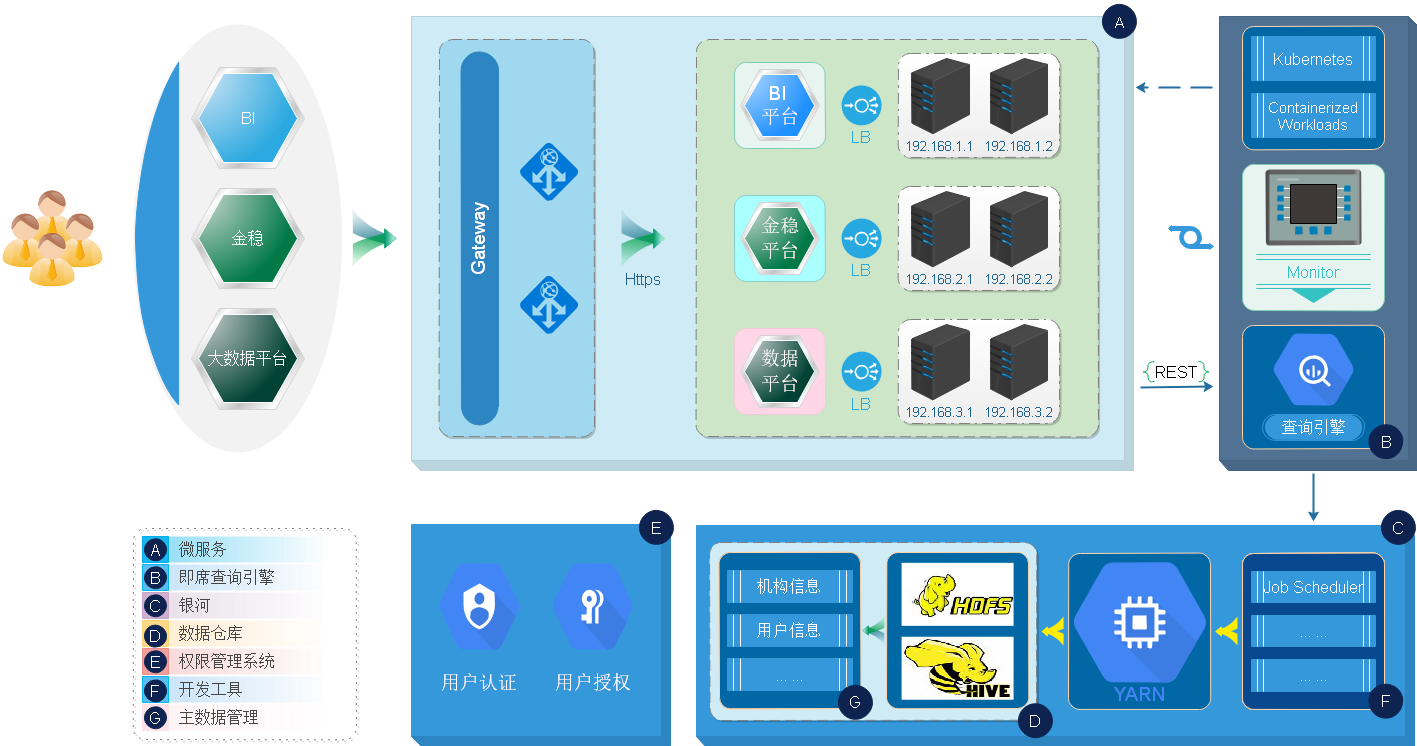 BI
金稳
大数据平台
Gateway
Https
A
BI
平台
LB
192.168.1.1
192.168.1.2
金稳
平台
LB
192.168.2.1
192.168.2.2
数据
平台
LB
192.168.3.1
192.168.3.2
{REST}
Kubernetes
Containerized
Workloads
Monitor
查询引擎
B
A 微服务
B 即席查询引擎
C 银河
D 数据仓库
E 权限管理系统
F 开发工具
G 主数据管理
E
用户认证
用户授权
C
机构信息
用户信息
... ...
G
HDFS
HIVE
D
YARN
Job Scheduler
... ...
... ...
F